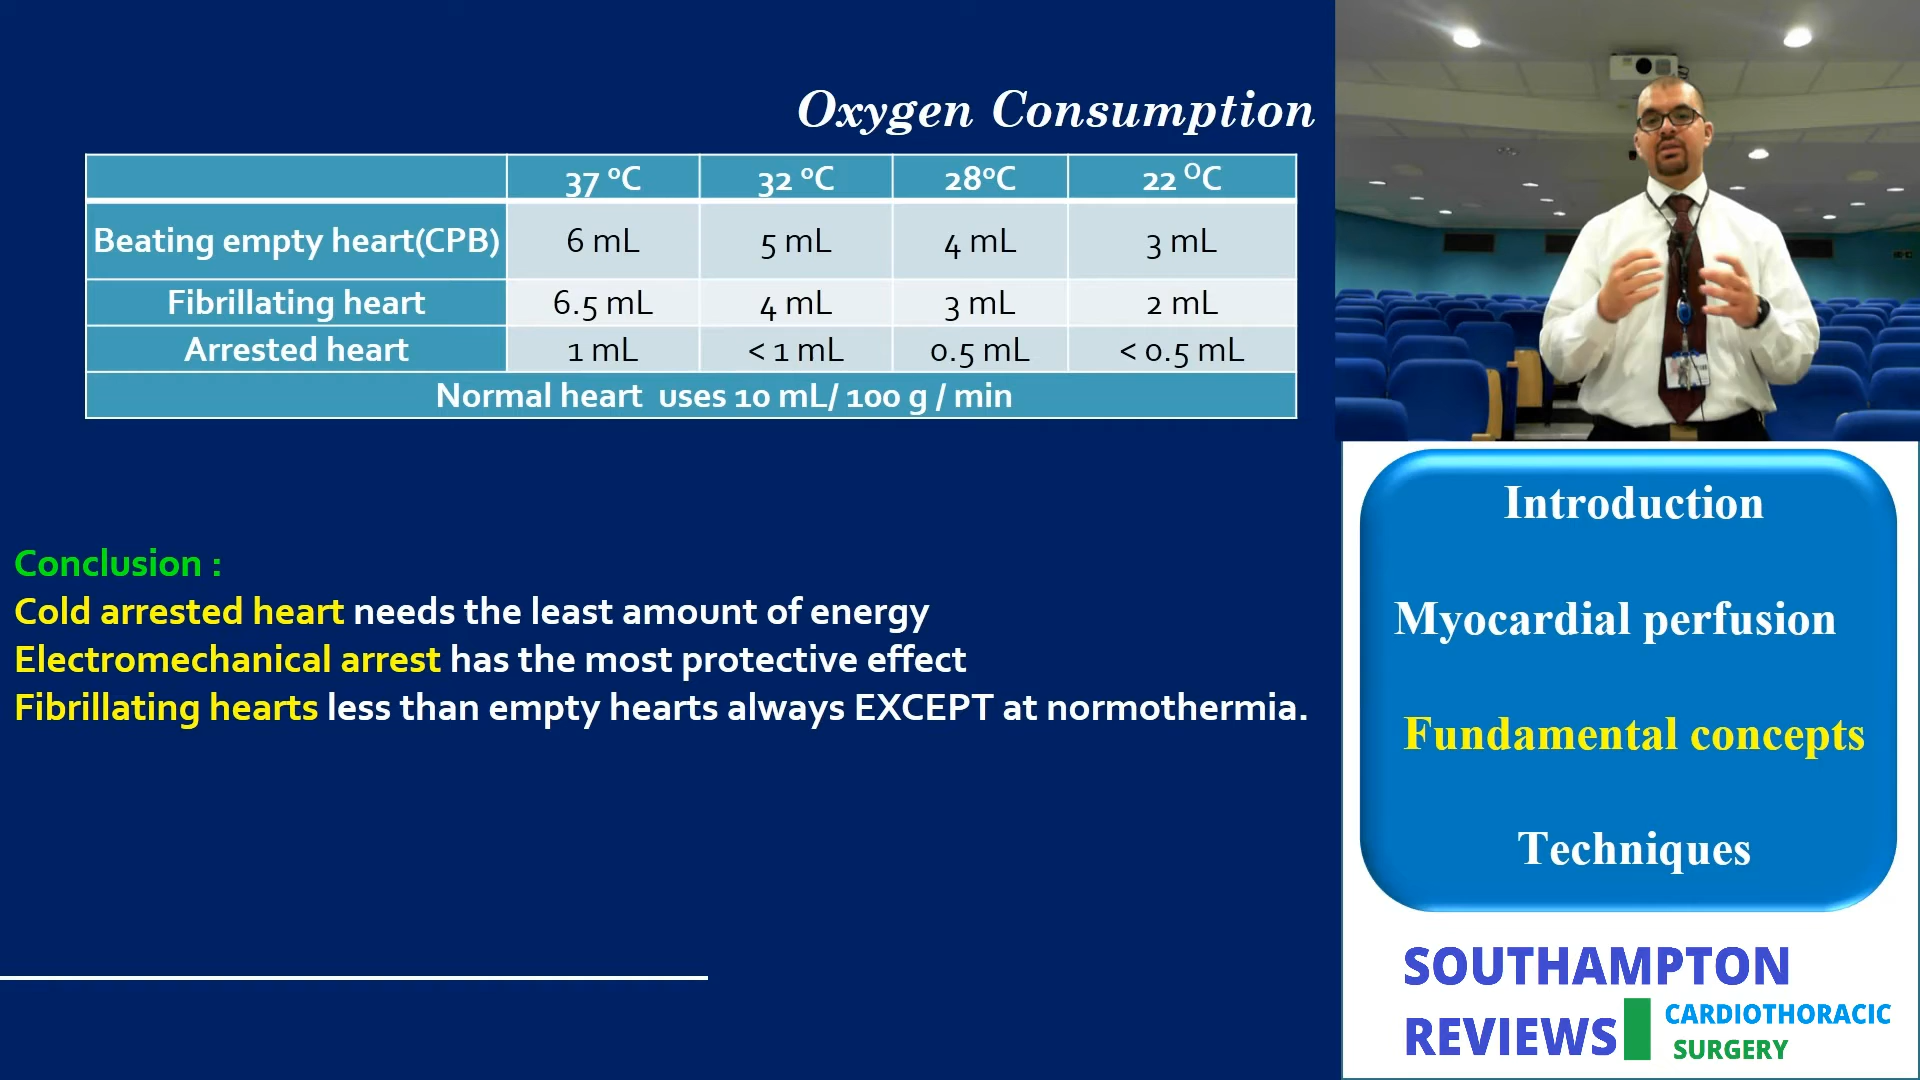 Oxygen Consumption
37 ºC 32 ºC 28ºC 22 ºC
Beating empty heart(CPB) 6 mL 5 mL 4 mL 3 mL
Fibrillating heart 6.5 mL 4 mL 3 mL 2 mL
Arrested heart 1 mL < 1 mL 0.5 mL < 0.5 mL
Normal heart uses 10 mL/ 100 g / min
Conclusion :
Cold arrested heart needs the least amount of energy
Electromechanical arrest has the most protective effect
Fibrillating hearts less than empty hearts always EXCEPT at normothermia.
Introduction
Myocardial perfusion
Fundamental concepts
Techniques
SOUTHAMPTON
REVIEWS
CARDIOTHORACIC
SURGERY